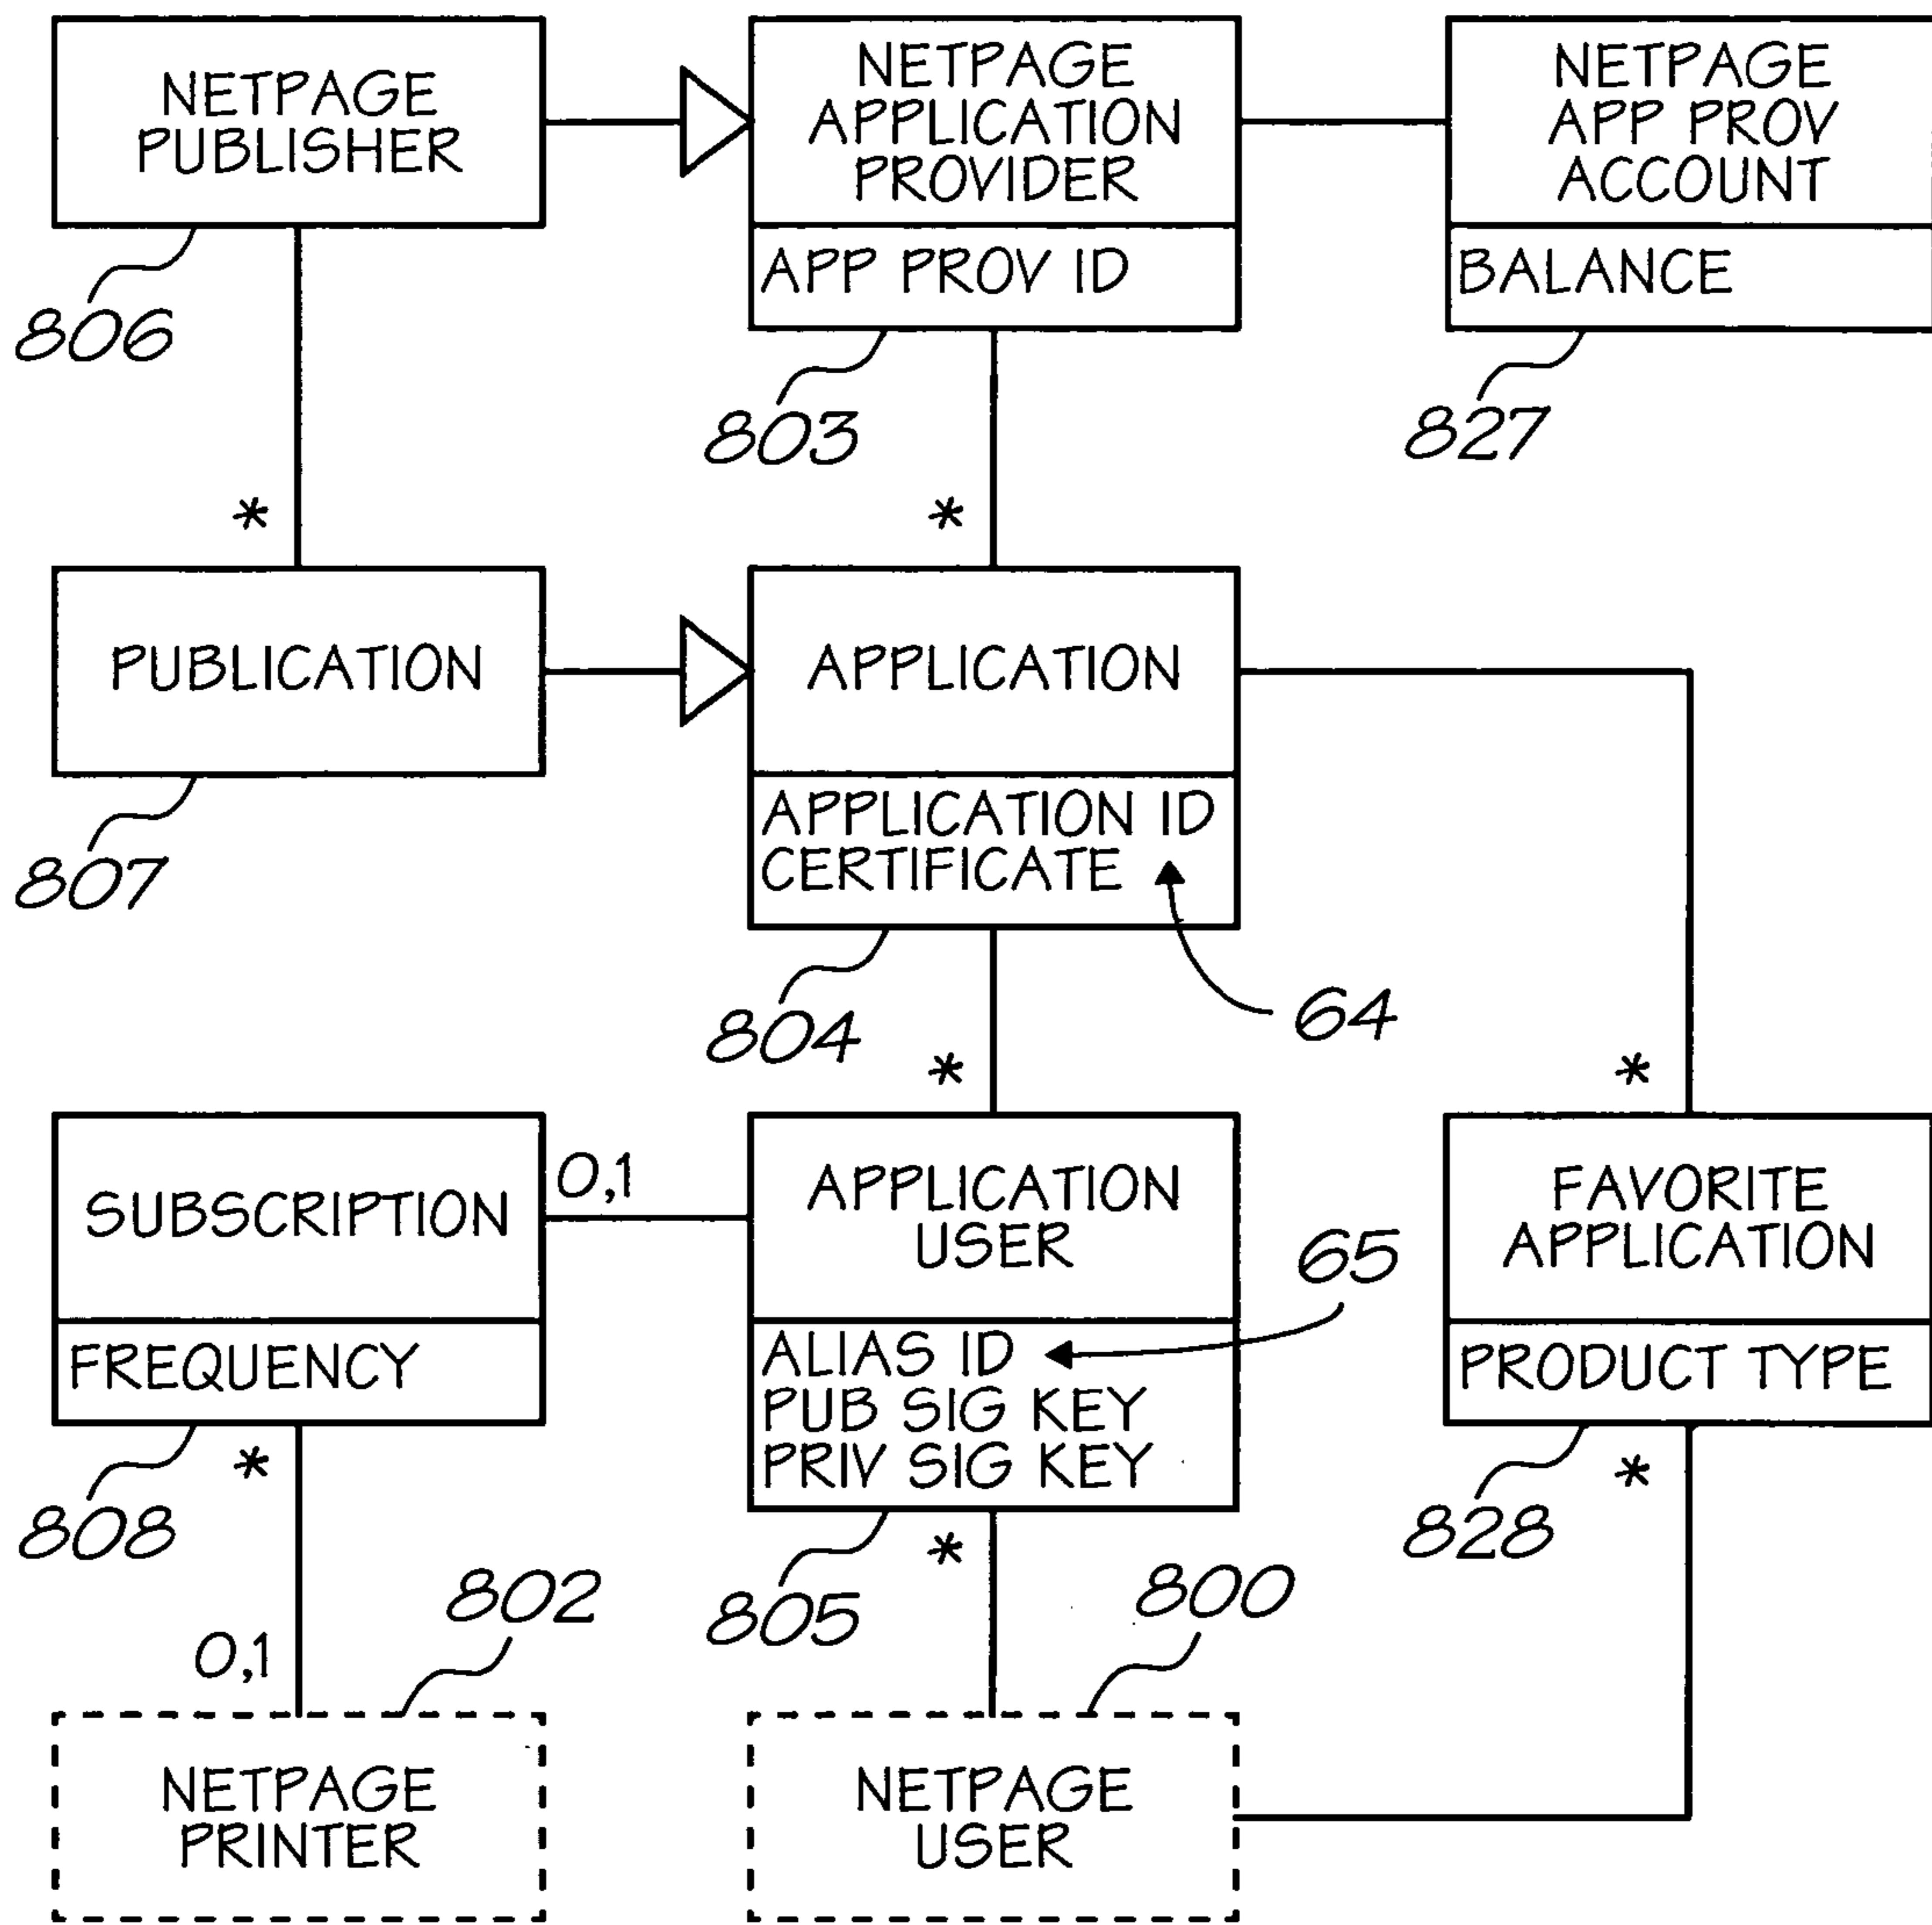 NETPAGE
PUBLISHER
NETPAGE
APPLICATION
PROVIDER
NETPAGE
APP PROV
ACCOUNT
APP PROV ID
BALANCE
806
803
827
*
*
PUBLICATION
APPLICATION
APPLICATION ID
CERTIFICATE
807
804
64
*
*
SUBSCRIPTION
0,1
APPLICATION
USER
FAVORITE
APPLICATION
65
FREQUENCY
ALIAS ID
PUB SIG KEY
PRIV SIG KEY
PRODUCT TYPE
808
*
802
0,1
805
*
800
828
*
NETPAGE
PRINTER
NETPAGE
USER